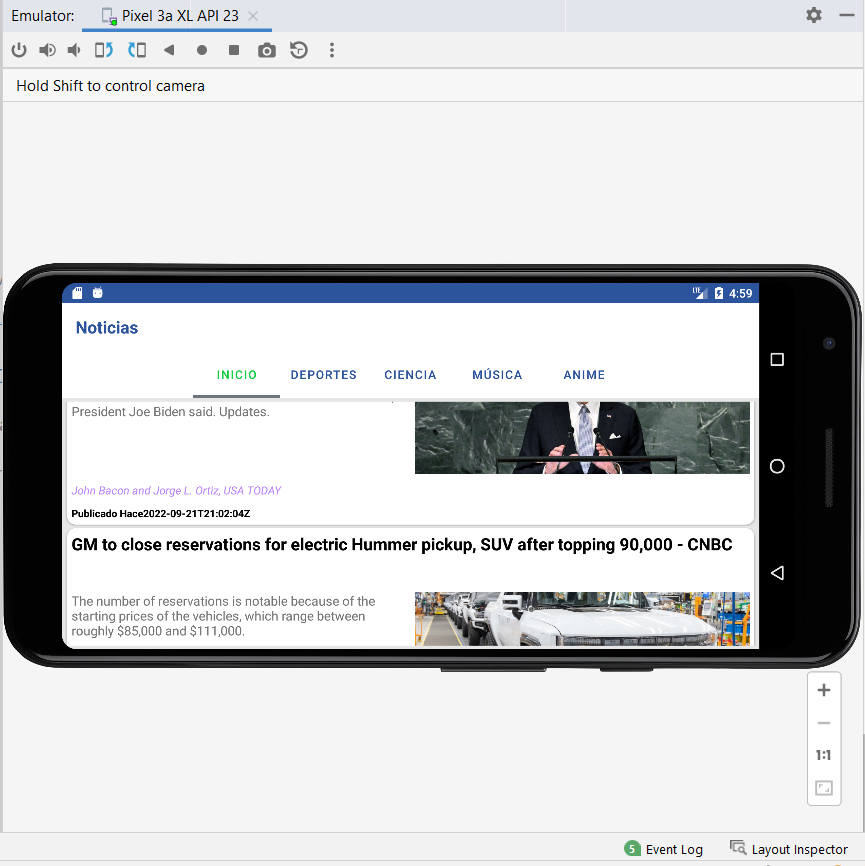 Emulator: Pixel 3a XL API 23
Hold Shift to control camera
LTE 4:59
Noticias
INICIO DEPORTES CIENCIA MÚSICA ANIME
President Joe Biden said. Updates.
John Bacon and Jorge L. Ortiz, USA TODAY
Publicado Hace2022-09-21T21:02:04Z
GM to close reservations for electric Hummer pickup, SUV after topping 90,000 - CNBC
The number of reservations is notable because of the
starting prices of the vehicles, which range between
roughly $85,000 and $111,000.
1:1
5 Event Log Layout Inspector